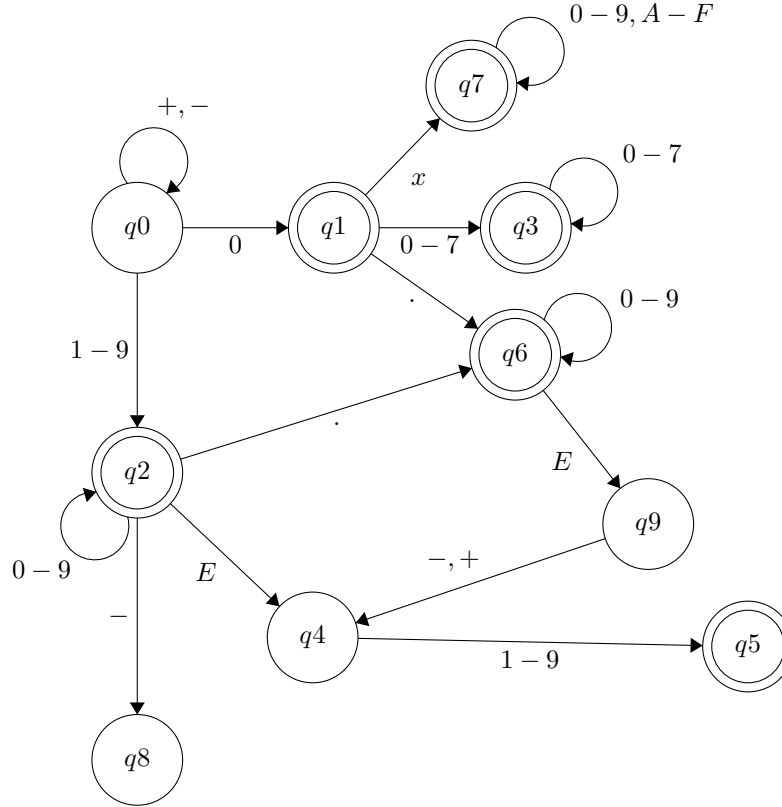 0 − 9, A − F
q7
+, −
x
0 − 7
q0
0
q1
0 − 7
q3
.
0 − 9
q6
1 − 9
.
E
q2
q9
0 − 9
E
−, +
−
q4
1 − 9
q5
q8